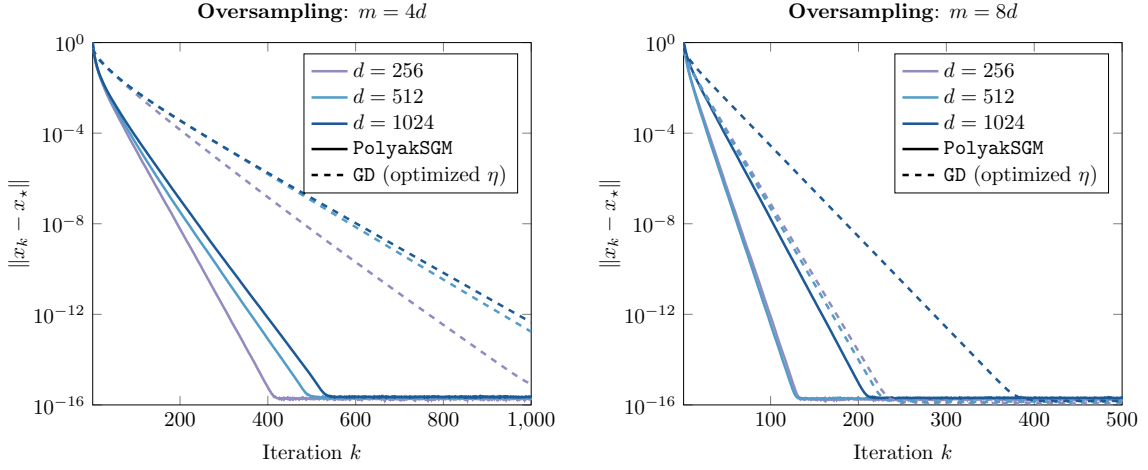 Oversampling: m = 4d
10^0
10^−4
10^−8
10^−12
10^−16
‖x_k − x_⋆‖
d = 256
d = 512
d = 1024
PolyakSGM
GD (optimized η)
200
400
600
800
1,000
Iteration k
Oversampling: m = 8d
10^0
10^−4
10^−8
10^−12
10^−16
‖x_k − x_⋆‖
d = 256
d = 512
d = 1024
PolyakSGM
GD (optimized η)
100
200
300
400
500
Iteration k